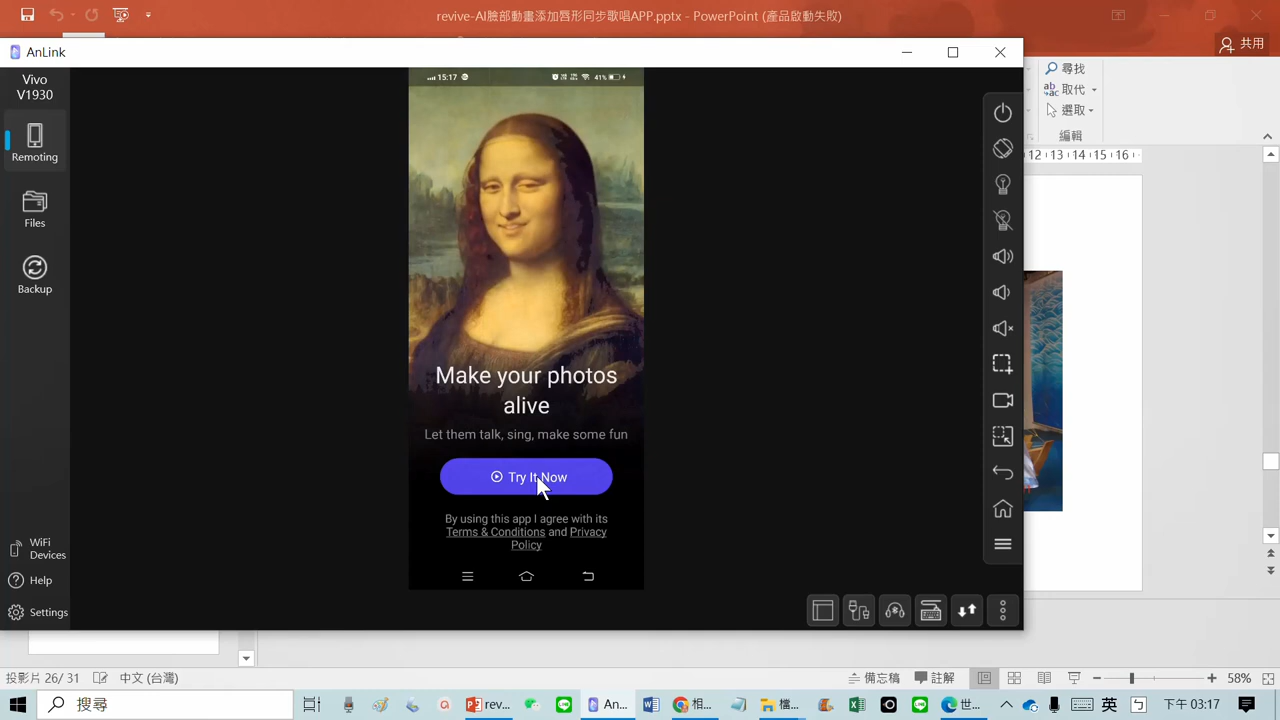 revive-AI臉部動畫添加唇形同步歌唱APP.pptx - PowerPoint (產品啟動失敗)
共用
AnLink
Vivo
V1930
Remoting
Files
Backup
WiFi
Devices
Help
Settings
15:17
41%
Make your photos
alive
Let them talk, sing, make some fun
Try It Now
By using this app I agree with its
Terms & Conditions and Privacy
Policy
尋找
取代
選取
編輯
12 13 14 15 16
投影片 26/ 31
中文 (台灣)
備忘稿
註解
58%
搜尋
rev...
An...
相...
檔...
世...
英
下午 03:17